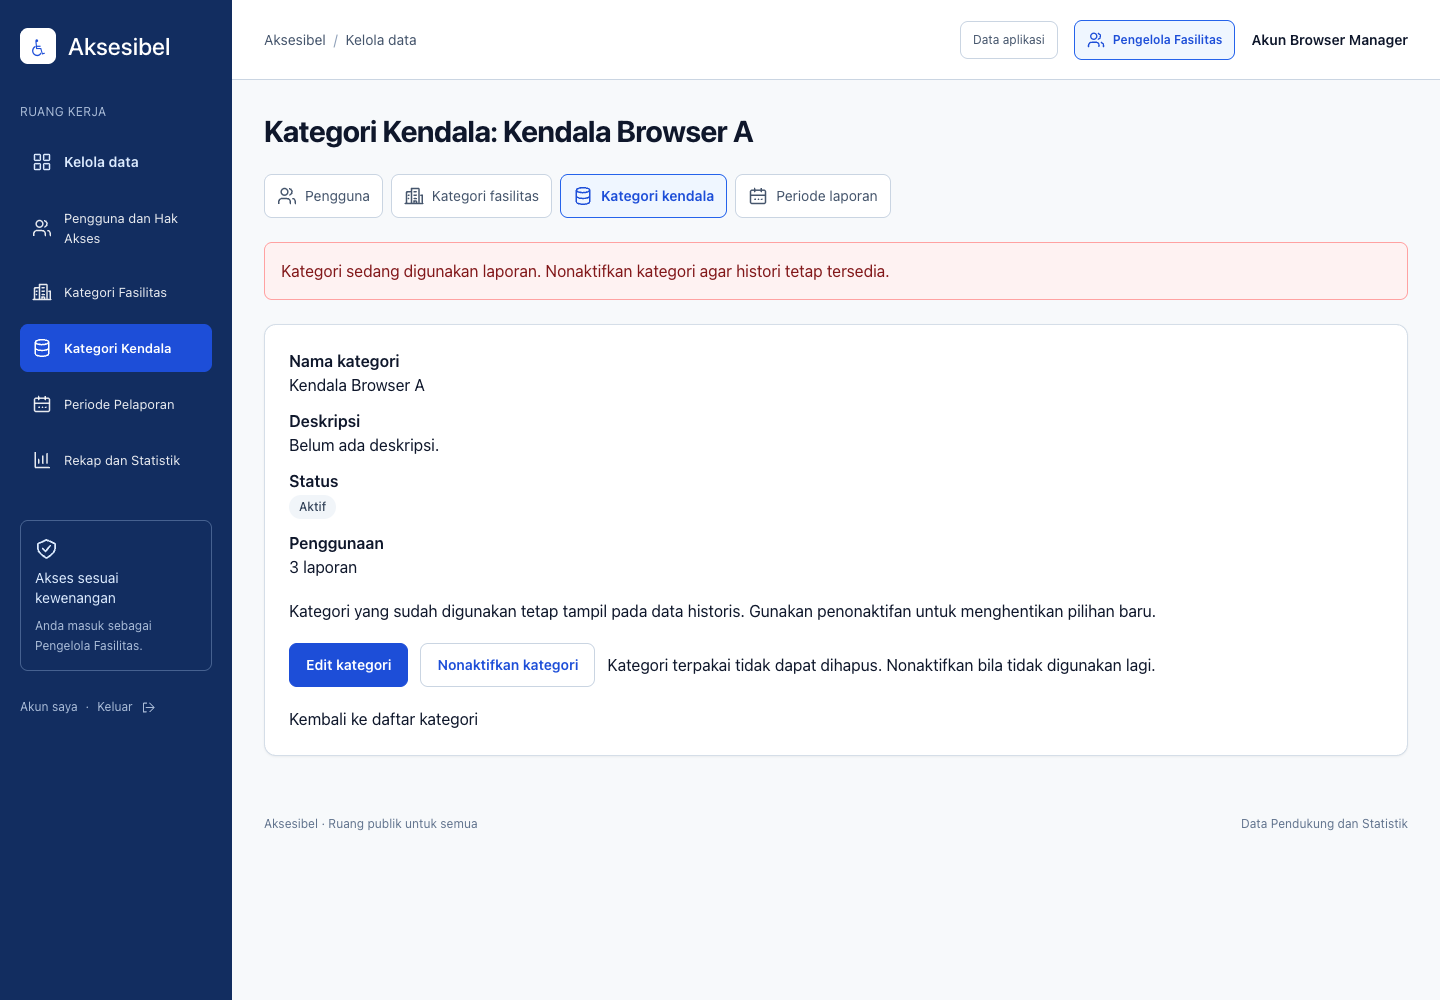 Aksesibel
RUANG KERJA
Kelola data
Pengguna dan Hak
Akses
Kategori Fasilitas
Kategori Kendala
Periode Pelaporan
Rekap dan Statistik
Akses sesuai
kewenangan
Anda masuk sebagai
Pengelola Fasilitas.
Akun saya · Keluar
Aksesibel / Kelola data
Data aplikasi
Pengelola Fasilitas
Akun Browser Manager
Kategori Kendala: Kendala Browser A
Pengguna
Kategori fasilitas
Kategori kendala
Periode laporan
Kategori sedang digunakan laporan. Nonaktifkan kategori agar histori tetap tersedia.
Nama kategori
Kendala Browser A
Deskripsi
Belum ada deskripsi.
Status
Aktif
Penggunaan
3 laporan
Kategori yang sudah digunakan tetap tampil pada data historis. Gunakan penonaktifan untuk menghentikan pilihan baru.
Edit kategori
Nonaktifkan kategori
Kategori terpakai tidak dapat dihapus. Nonaktifkan bila tidak digunakan lagi.
Kembali ke daftar kategori
Aksesibel · Ruang publik untuk semua
Data Pendukung dan Statistik